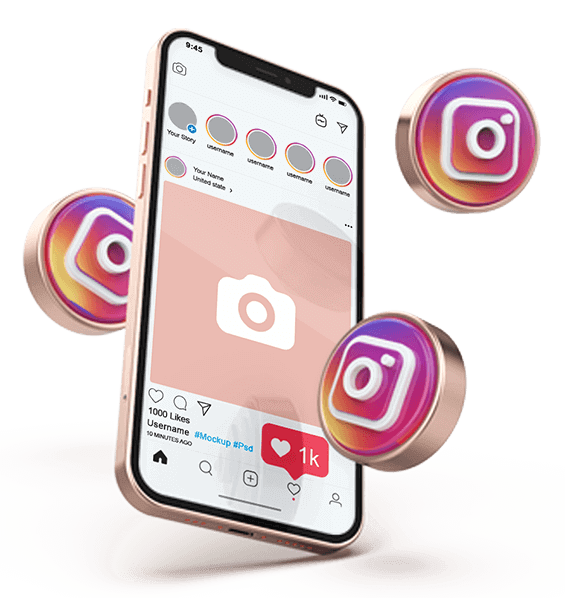 9:45
Your Story
username
username
username
username
Your Name
United state >
1000 Likes
Username #Mockup #Psd
10 MINUTES AGO
1k